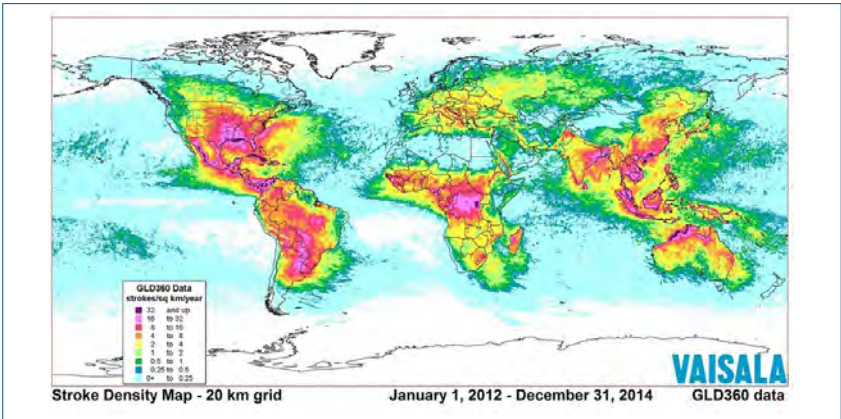 GLD360 Data
strokes/sq km/year
32 and up
16 to 32
8 to 16
4 to 8
2 to 4
1 to 2
0.5 to 1
0.25 to 0.5
0+ to 0.25
VAISALA
Stroke Density Map - 20 km grid January 1, 2012 - December 31, 2014 GLD360 data